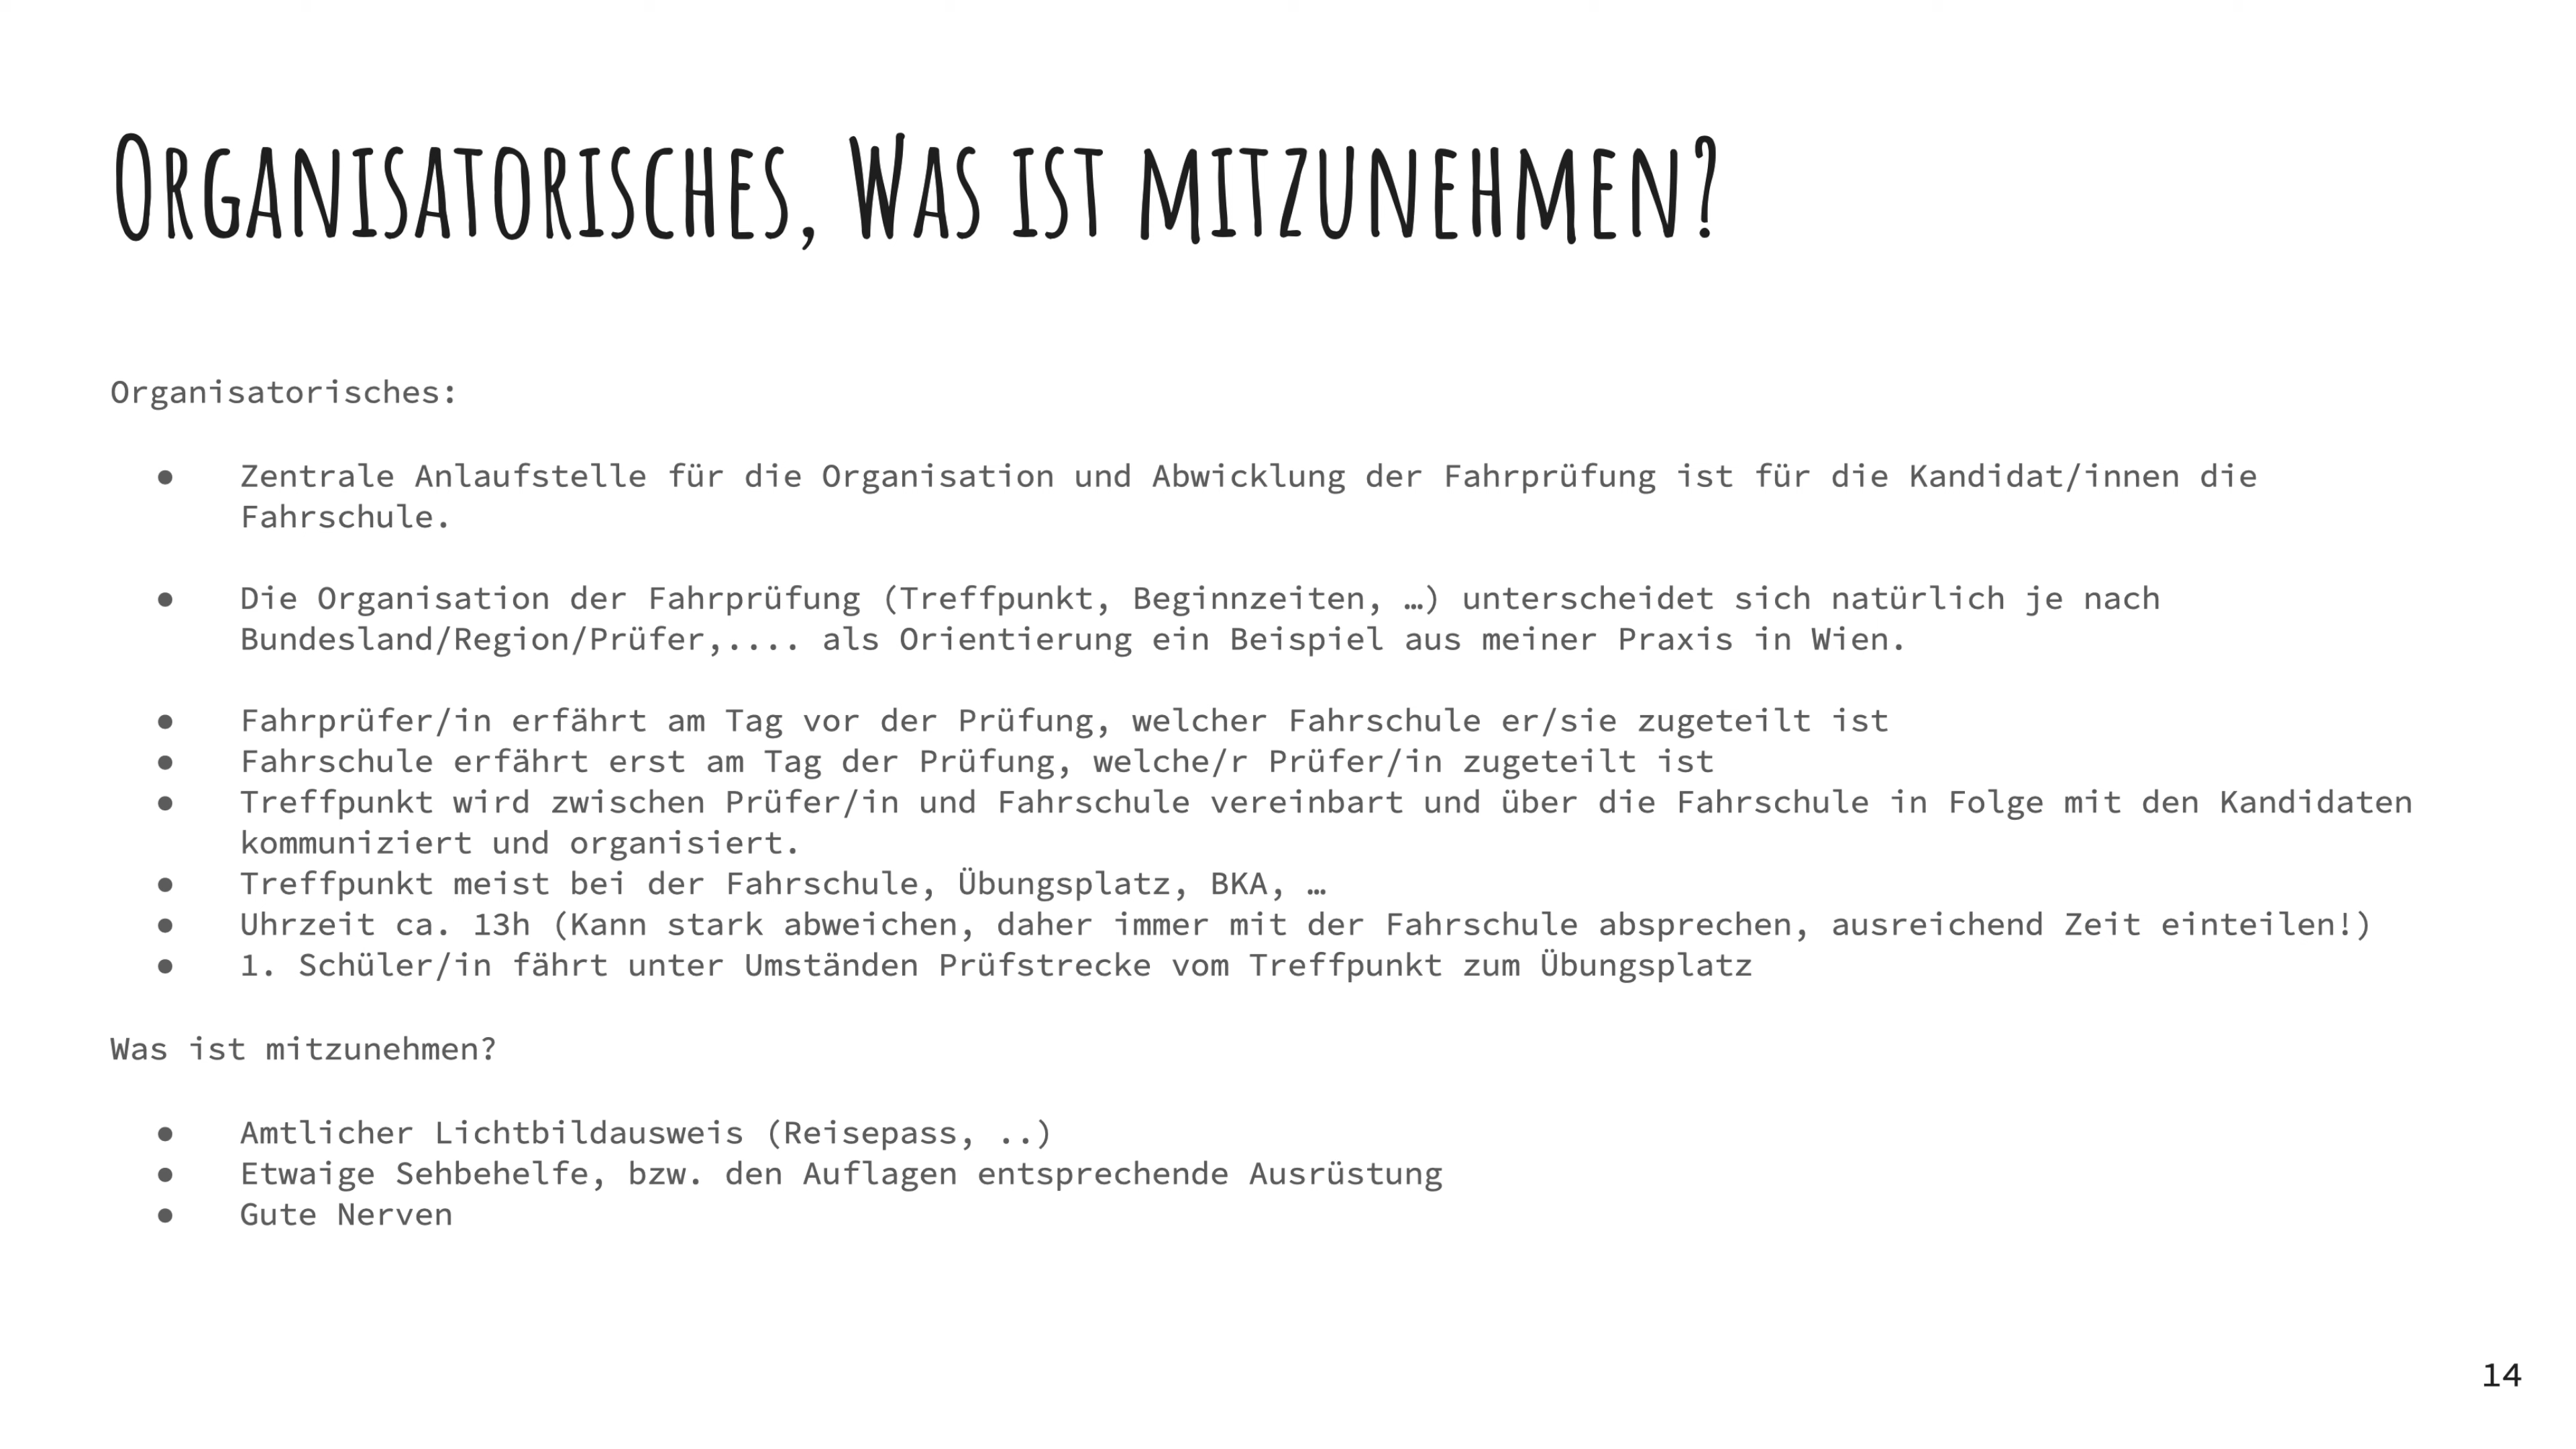 Organisatorisches, Was ist mitzunehmen?
Organisatorisches:
● Zentrale Anlaufstelle für die Organisation und Abwicklung der Fahrprüfung ist für die Kandidat/innen die
Fahrschule.
● Die Organisation der Fahrprüfung (Treffpunkt, Beginnzeiten, …) unterscheidet sich natürlich je nach
Bundesland/Region/Prüfer,.... als Orientierung ein Beispiel aus meiner Praxis in Wien.
● Fahrprüfer/in erfährt am Tag vor der Prüfung, welcher Fahrschule er/sie zugeteilt ist
● Fahrschule erfährt erst am Tag der Prüfung, welche/r Prüfer/in zugeteilt ist
● Treffpunkt wird zwischen Prüfer/in und Fahrschule vereinbart und über die Fahrschule in Folge mit den Kandidaten
kommuniziert und organisiert.
● Treffpunkt meist bei der Fahrschule, Übungsplatz, BKA, …
● Uhrzeit ca. 13h (Kann stark abweichen, daher immer mit der Fahrschule absprechen, ausreichend Zeit einteilen!)
● 1. Schüler/in fährt unter Umständen Prüfstrecke vom Treffpunkt zum Übungsplatz
Was ist mitzunehmen?
● Amtlicher Lichtbildausweis (Reisepass, ..)
● Etwaige Sehbehelfe, bzw. den Auflagen entsprechende Ausrüstung
● Gute Nerven
14